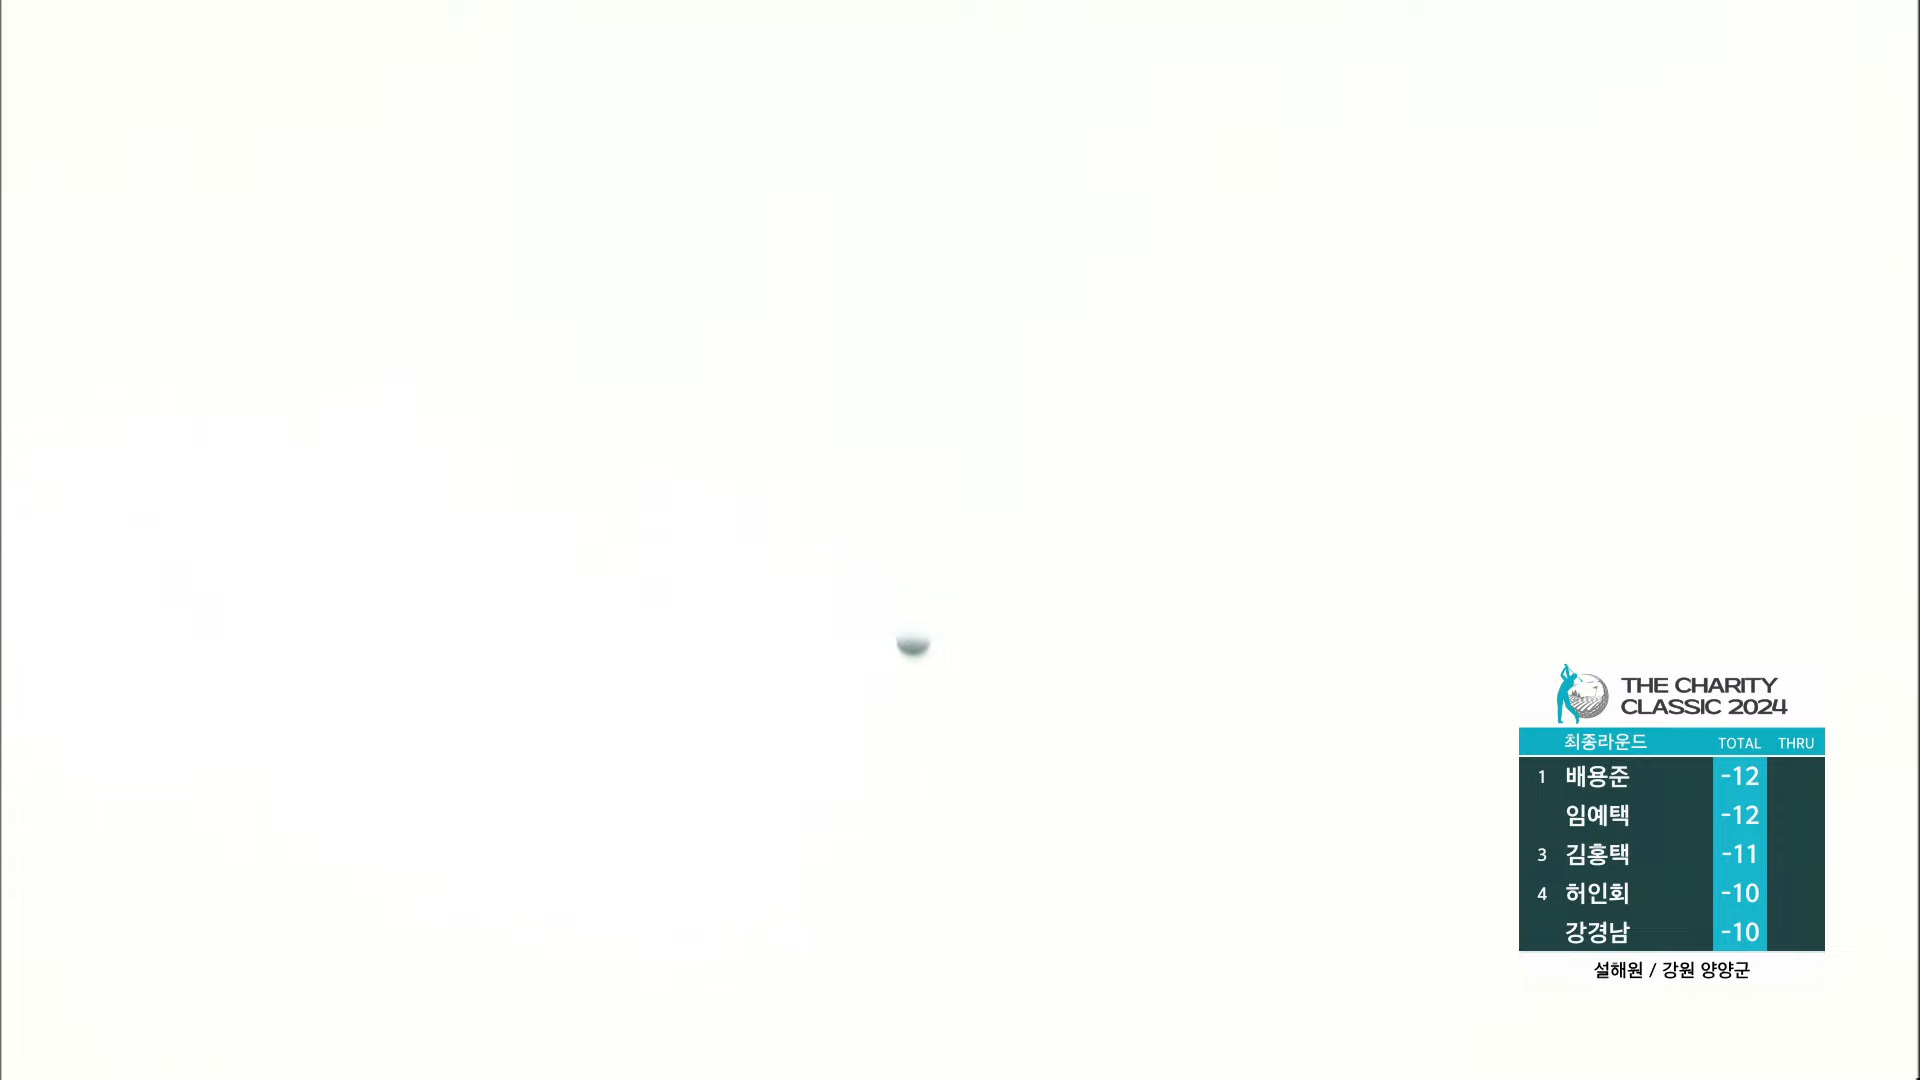 THE CHARITY
CLASSIC 2024
최종라운드 TOTAL THRU
1 배용준 -12
임예택 -12
3 김홍택 -11
4 허인회 -10
강경남 -10
설해원 / 강원 양양군